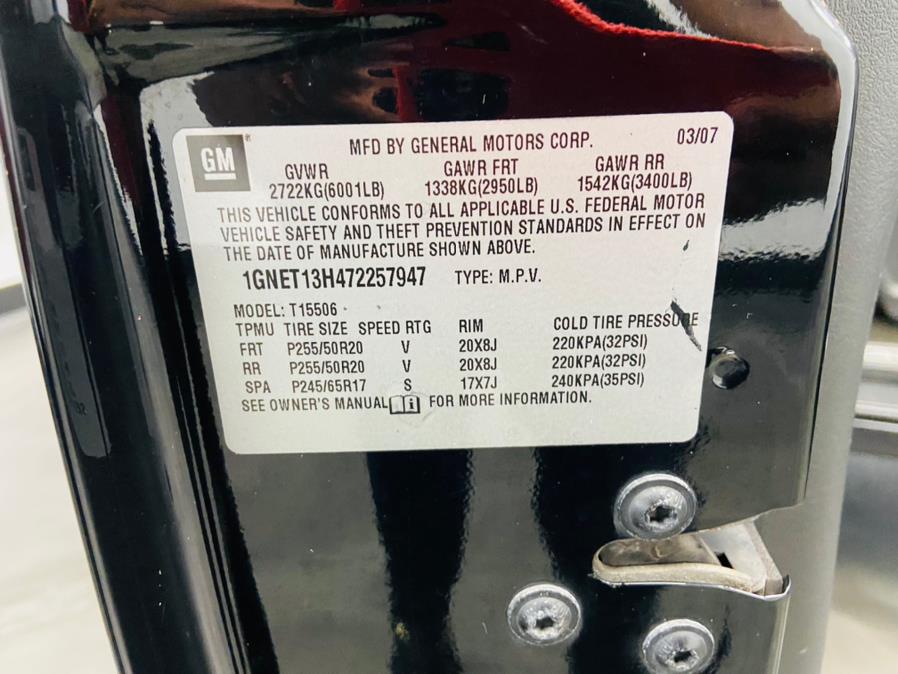 GM
MFD BY GENERAL MOTORS CORP. 03/07
GVWR GAWR FRT GAWR RR
2722KG(6001LB) 1338KG(2950LB) 1542KG(3400LB)
THIS VEHICLE CONFORMS TO ALL APPLICABLE U.S. FEDERAL MOTOR
VEHICLE SAFETY AND THEFT PREVENTION STANDARDS IN EFFECT ON
THE DATE OF MANUFACTURE SHOWN ABOVE.
1GNET13H472257947 TYPE: M.P.V.
MODEL: T15506
TPMU TIRE SIZE SPEED RTG RIM COLD TIRE PRESSURE
FRT P255/50R20 V 20X8J 220KPA(32PSI)
RR P255/50R20 V 20X8J 220KPA(32PSI)
SPA P245/65R17 S 17X7J 240KPA(35PSI)
SEE OWNER'S MANUAL FOR MORE INFORMATION.